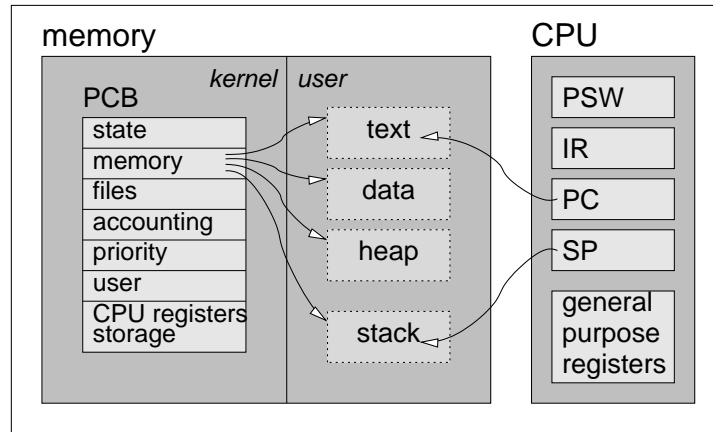 memory
kernel
user
PCB
state
memory
files
accounting
priority
user
CPU registers
storage
text
data
heap
stack
CPU
PSW
IR
PC
SP
general
purpose
registers